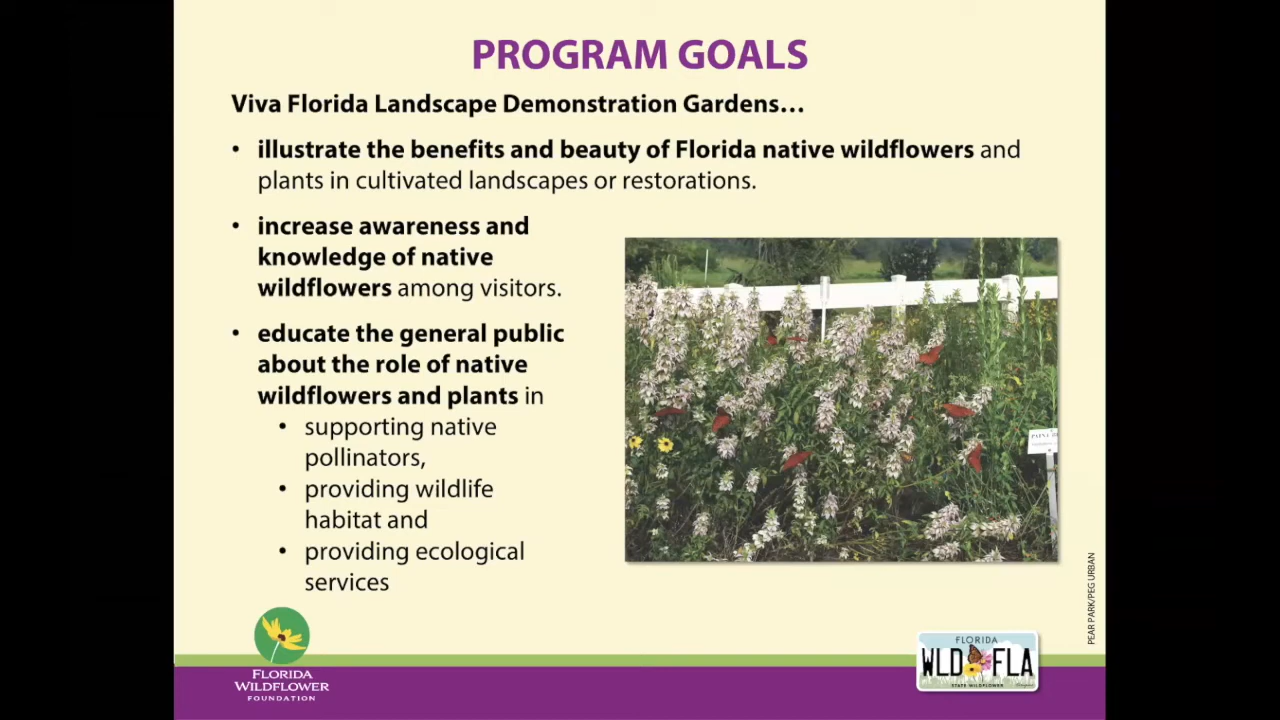 PROGRAM GOALS
Viva Florida Landscape Demonstration Gardens…
• illustrate the benefits and beauty of Florida native wildflowers and
plants in cultivated landscapes or restorations.
• increase awareness and
knowledge of native
wildflowers among visitors.
• educate the general public
about the role of native
wildflowers and plants in
• supporting native
pollinators,
• providing wildlife
habitat and
• providing ecological
services
PEAR PARK/PEG URBAN
FLORIDA
WILDFLOWER
FOUNDATION
FLORIDA
WLD FLA
STATE WILDFLOWER